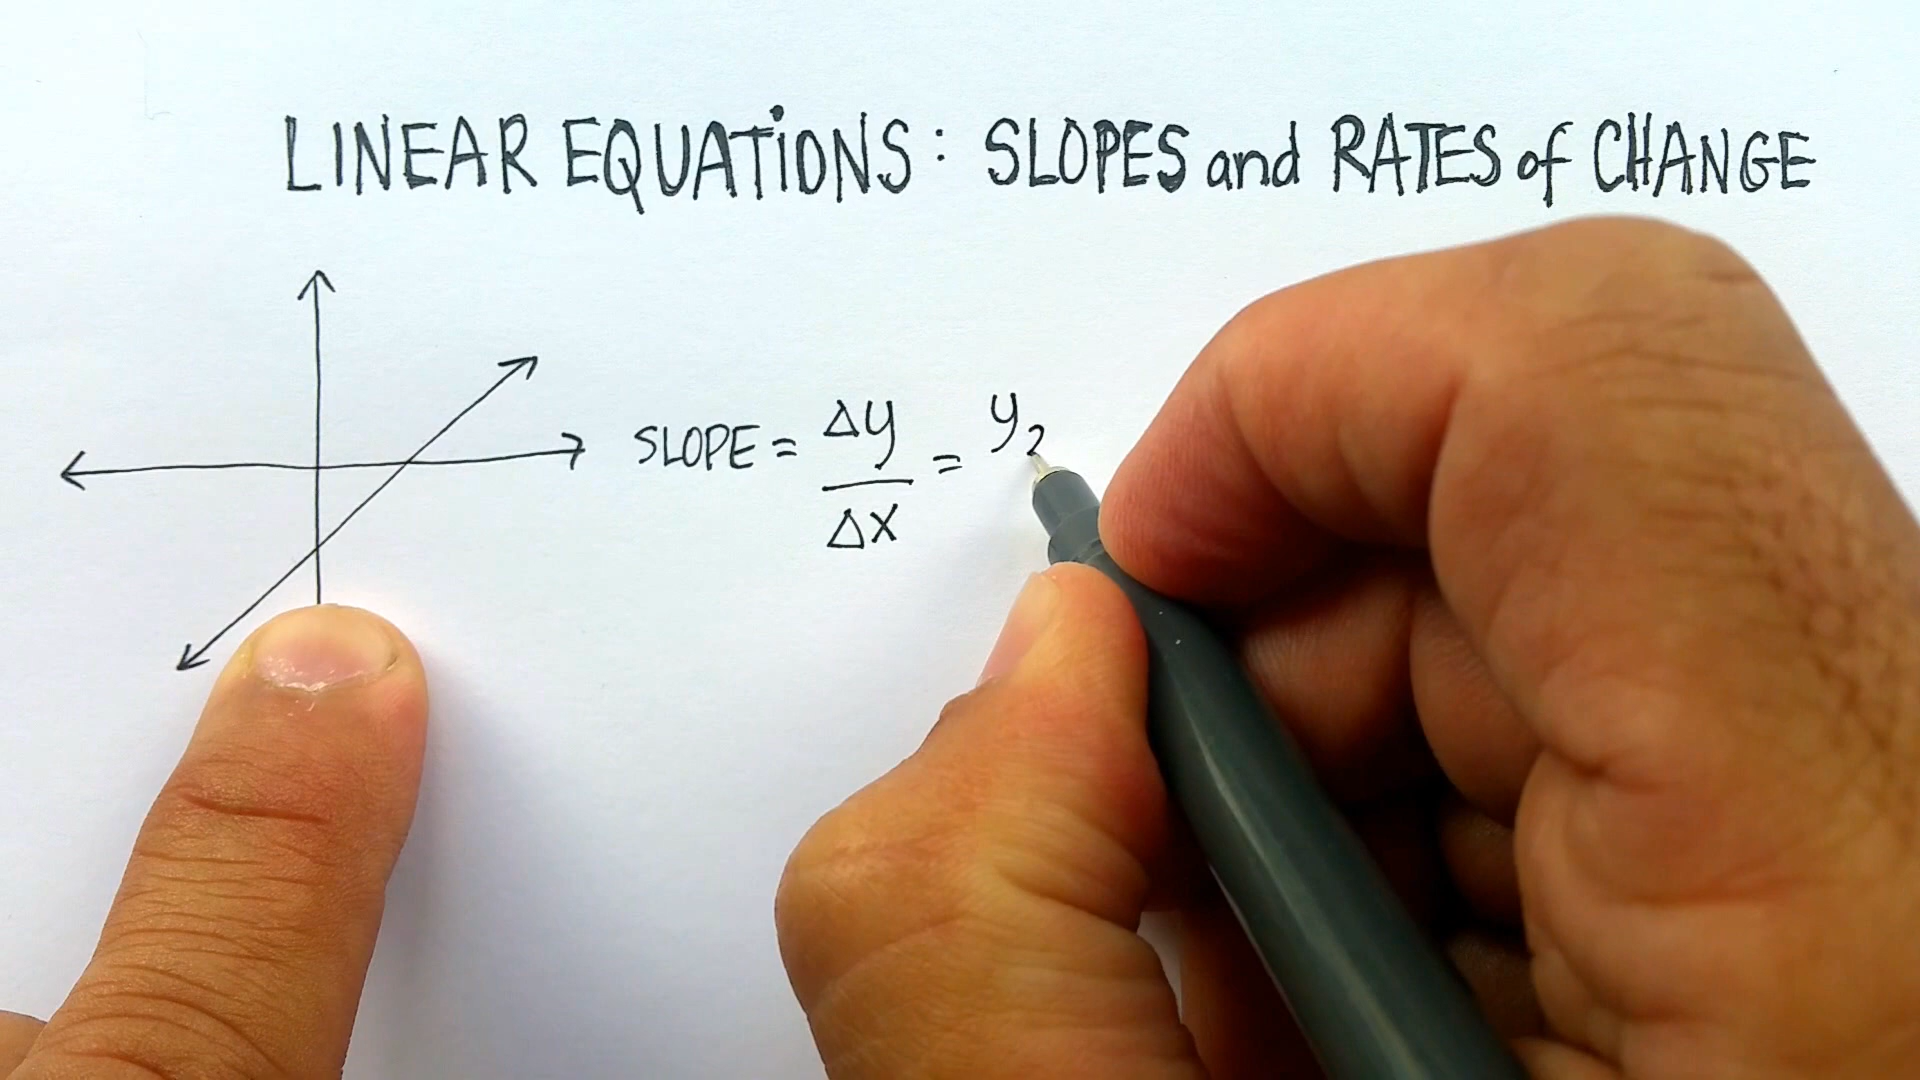 LINEAR EQUATIONS: SLOPES and RATES of CHANGE
SLOPE = Δy/Δx = y₂